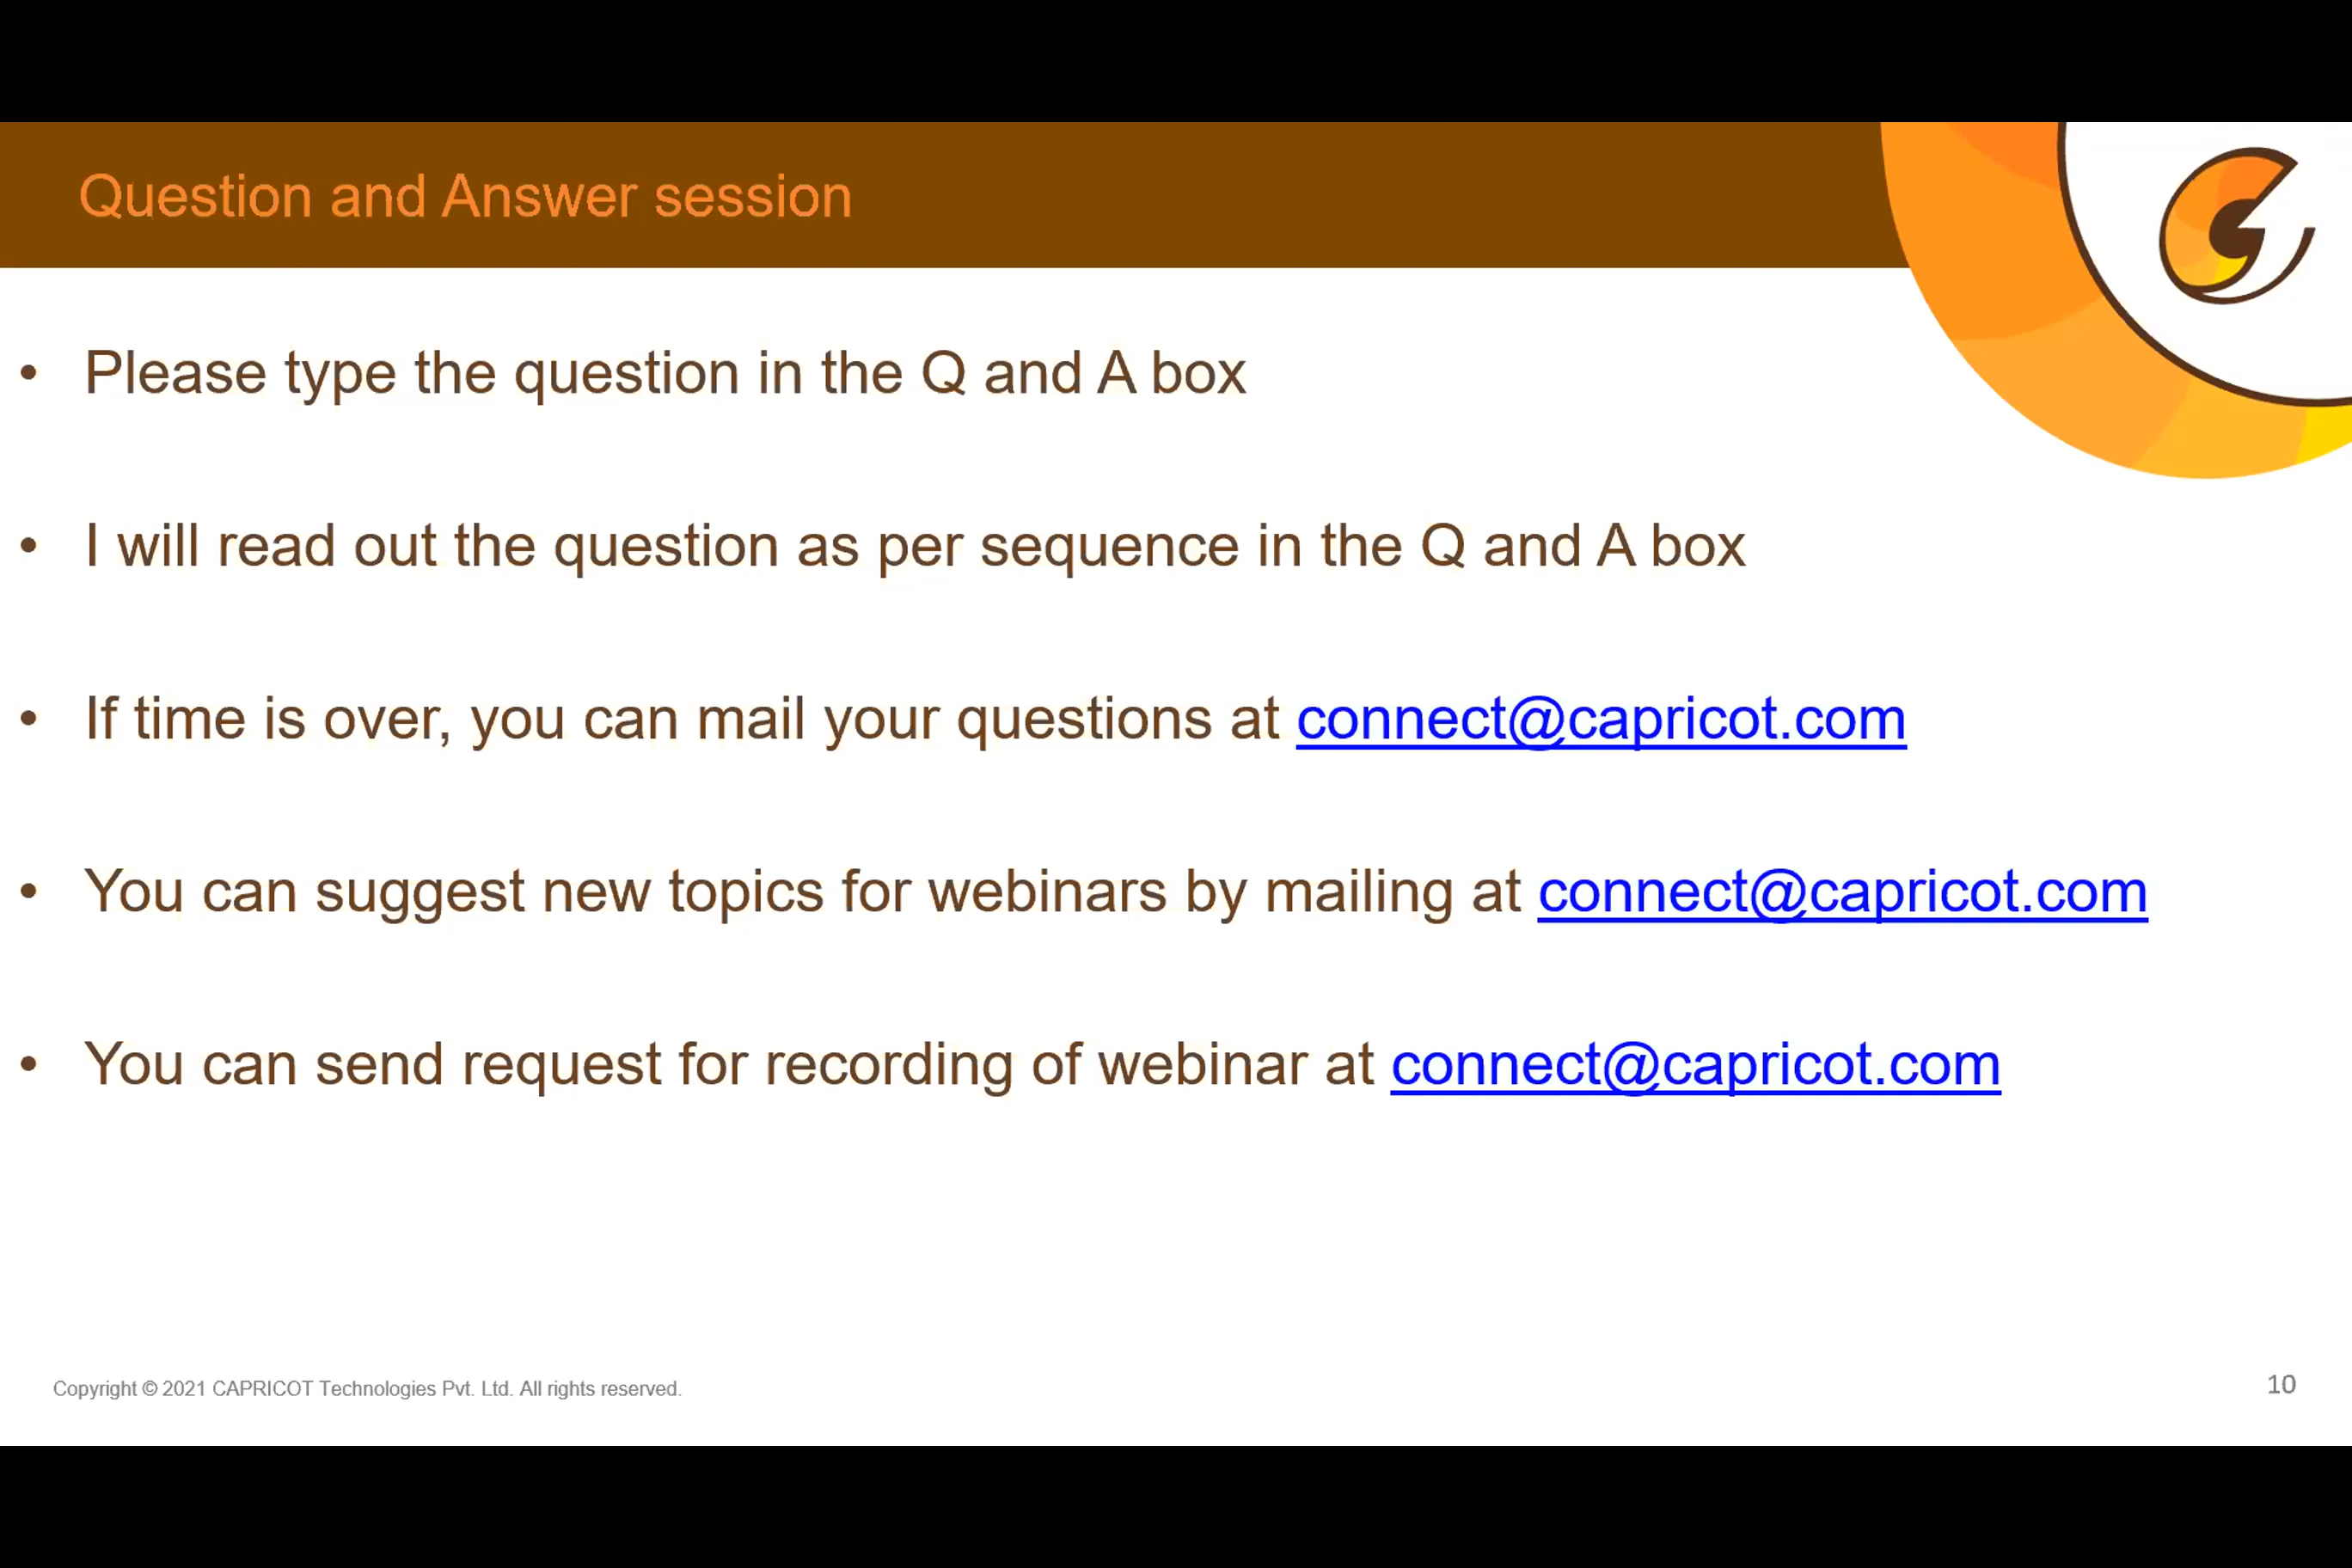 Question and Answer session
• Please type the question in the Q and A box
• I will read out the question as per sequence in the Q and A box
• If time is over, you can mail your questions at connect@capricot.com
• You can suggest new topics for webinars by mailing at connect@capricot.com
• You can send request for recording of webinar at connect@capricot.com
Copyright © 2021 CAPRICOT Technologies Pvt. Ltd. All rights reserved.
10